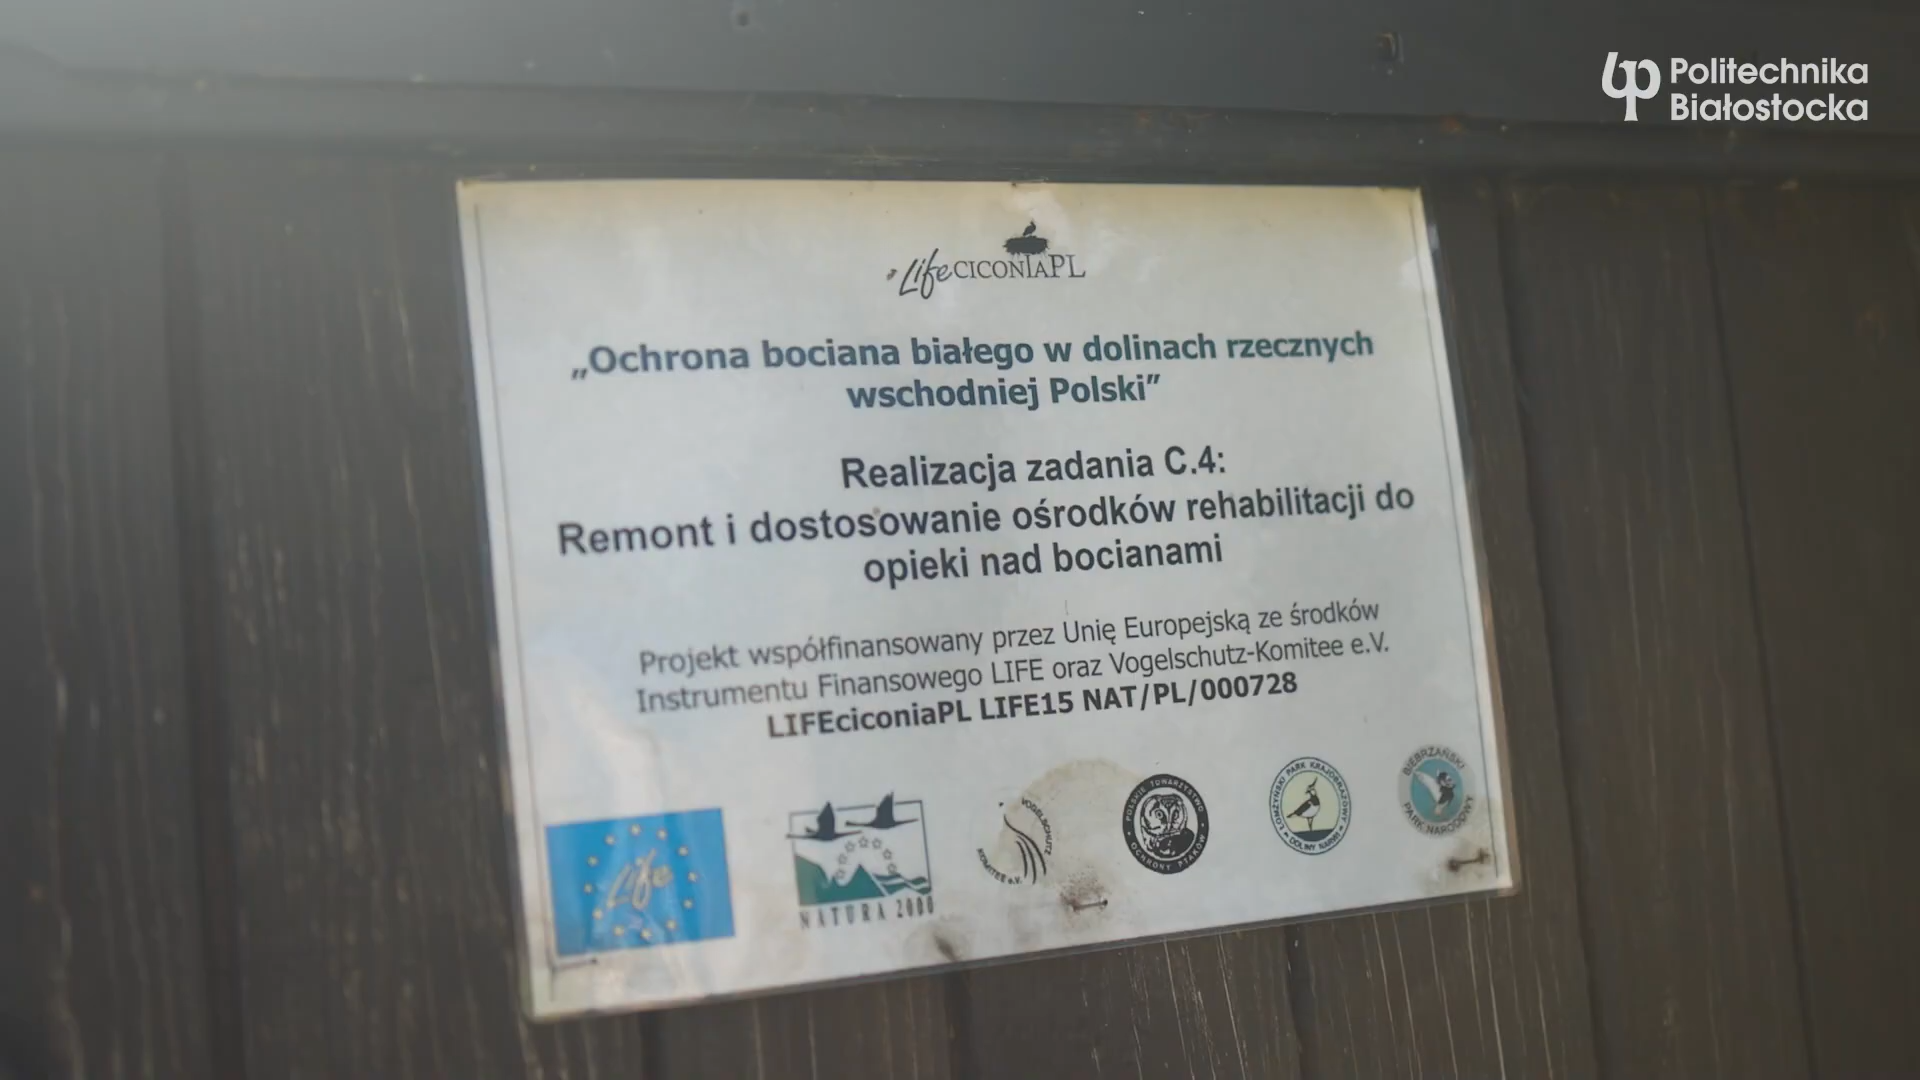 Politechnika
Białostocka
Life CICONIAPL
„Ochrona bociana białego w dolinach rzecznych
wschodniej Polski”
Realizacja zadania C.4:
Remont i dostosowanie ośrodków rehabilitacji do
opieki nad bocianami
Projekt współfinansowany przez Unię Europejską ze środków
Instrumentu Finansowego LIFE oraz Vogelschutz-Komitee e.V.
LIFEciconiaPL LIFE15 NAT/PL/000728
Life
NATURA 2000
VOGELSCHUTZ
KOMITEE e.V.
POLSKIE TOWARZYSTWO
OCHRONY PTAKÓW
ŁOMŻYŃSKI PARK KRAJOBRAZOWY
DOLINY NARWI
BIEBRZAŃSKI
PARK NARODOWY